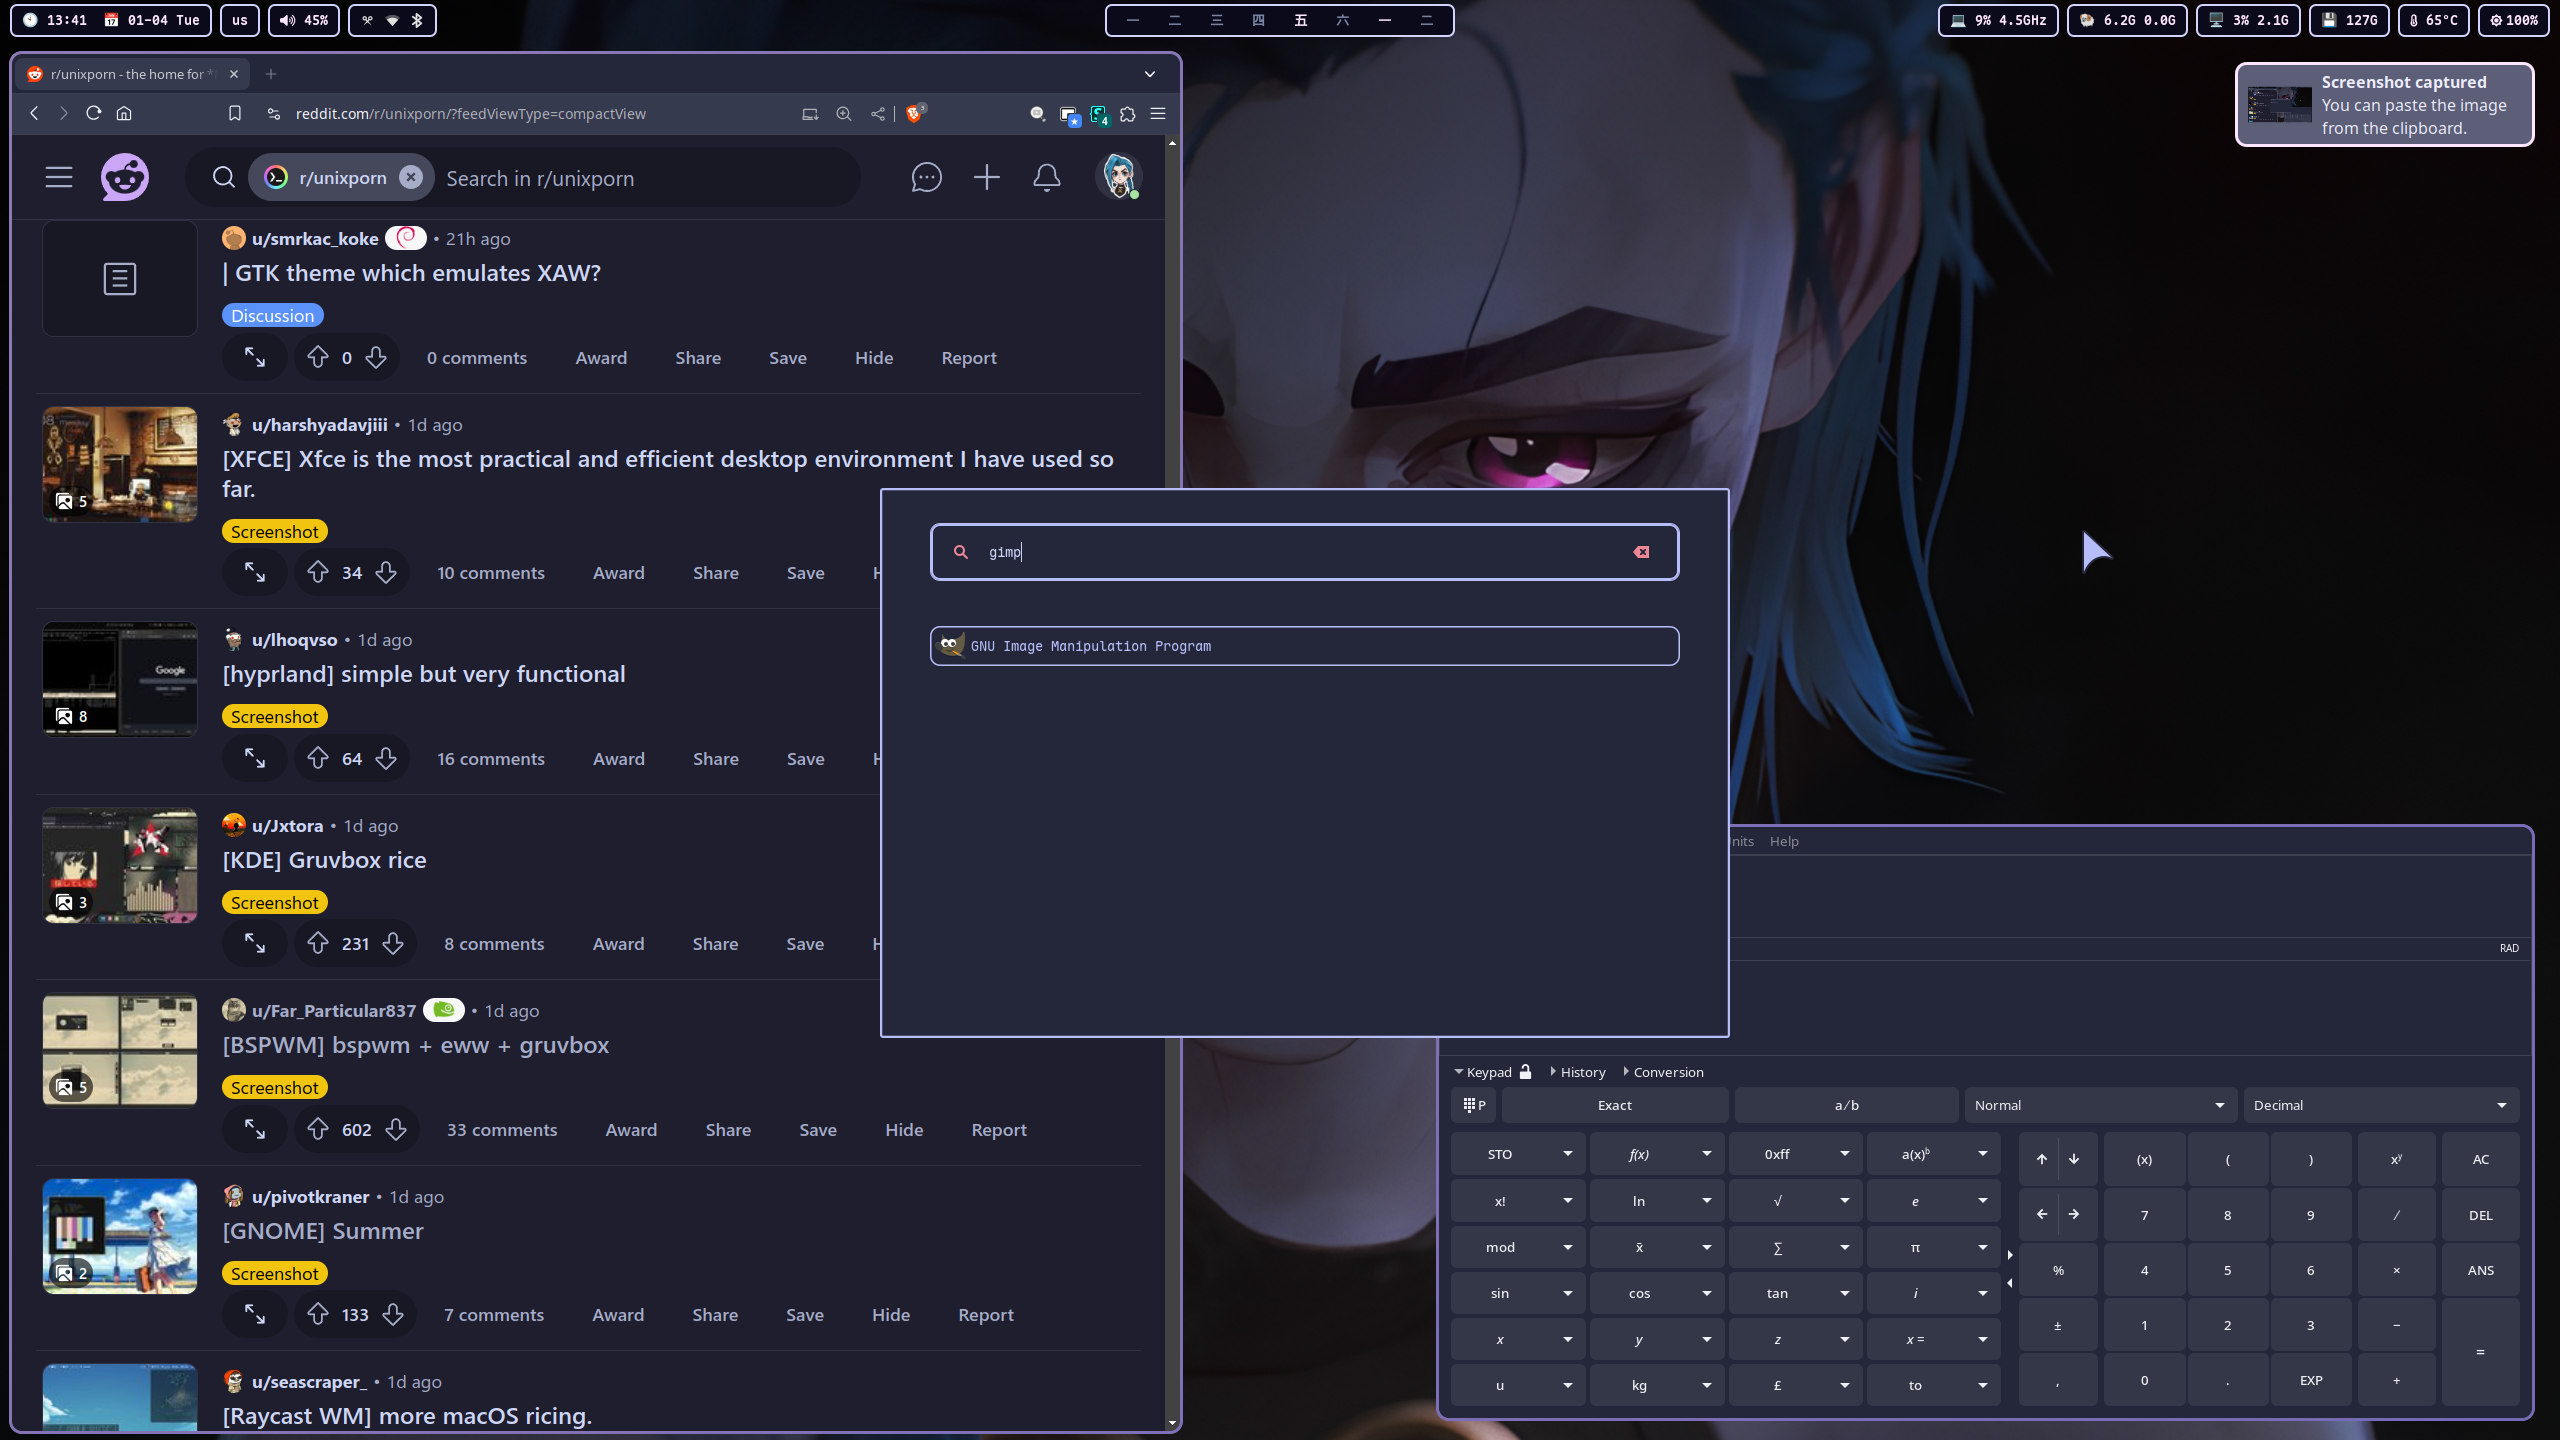 13:41 01-04 Tue
us
45%
一 二 三 四 五 六 一 二
9% 4.5GHz
6.2G 0.0G
3% 2.1G
127G
65°C
100%
r/unixporn - the home for *
reddit.com/r/unixporn/?feedViewType=compactView
3
4
Screenshot captured
You can paste the image
from the clipboard.
r/unixporn
Search in r/unixporn
u/smrkac_koke • 21h ago
| GTK theme which emulates XAW?
Discussion
0 0 comments Award Share Save Hide Report
u/harshyadavjiii • 1d ago
[XFCE] Xfce is the most practical and efficient desktop environment I have used so
far.
5
Screenshot
34 10 comments Award Share Save H
u/lhoqvso • 1d ago
[hyprland] simple but very functional
Google
8
Screenshot
64 16 comments Award Share Save H
u/Jxtora • 1d ago
[KDE] Gruvbox rice
3
Screenshot
231 8 comments Award Share Save H
u/Far_Particular837 • 1d ago
[BSPWM] bspwm + eww + gruvbox
5
Screenshot
602 33 comments Award Share Save Hide Report
u/pivotkraner • 1d ago
[GNOME] Summer
2
Screenshot
133 7 comments Award Share Save Hide Report
u/seascraper_ • 1d ago
[Raycast WM] more macOS ricing.
gimp
GNU Image Manipulation Program
nits Help
RAD
Keypad History Conversion
P Exact a/b Normal Decimal
STO f(x) 0xff a(x)ᵇ (x) ( ) xʸ AC
x! ln √ e 7 8 9 / DEL
mod x̄ ∑ π % 4 5 6 × ANS
sin cos tan i ± 1 2 3 −
x y z x = =
u kg £ to , 0 . EXP +